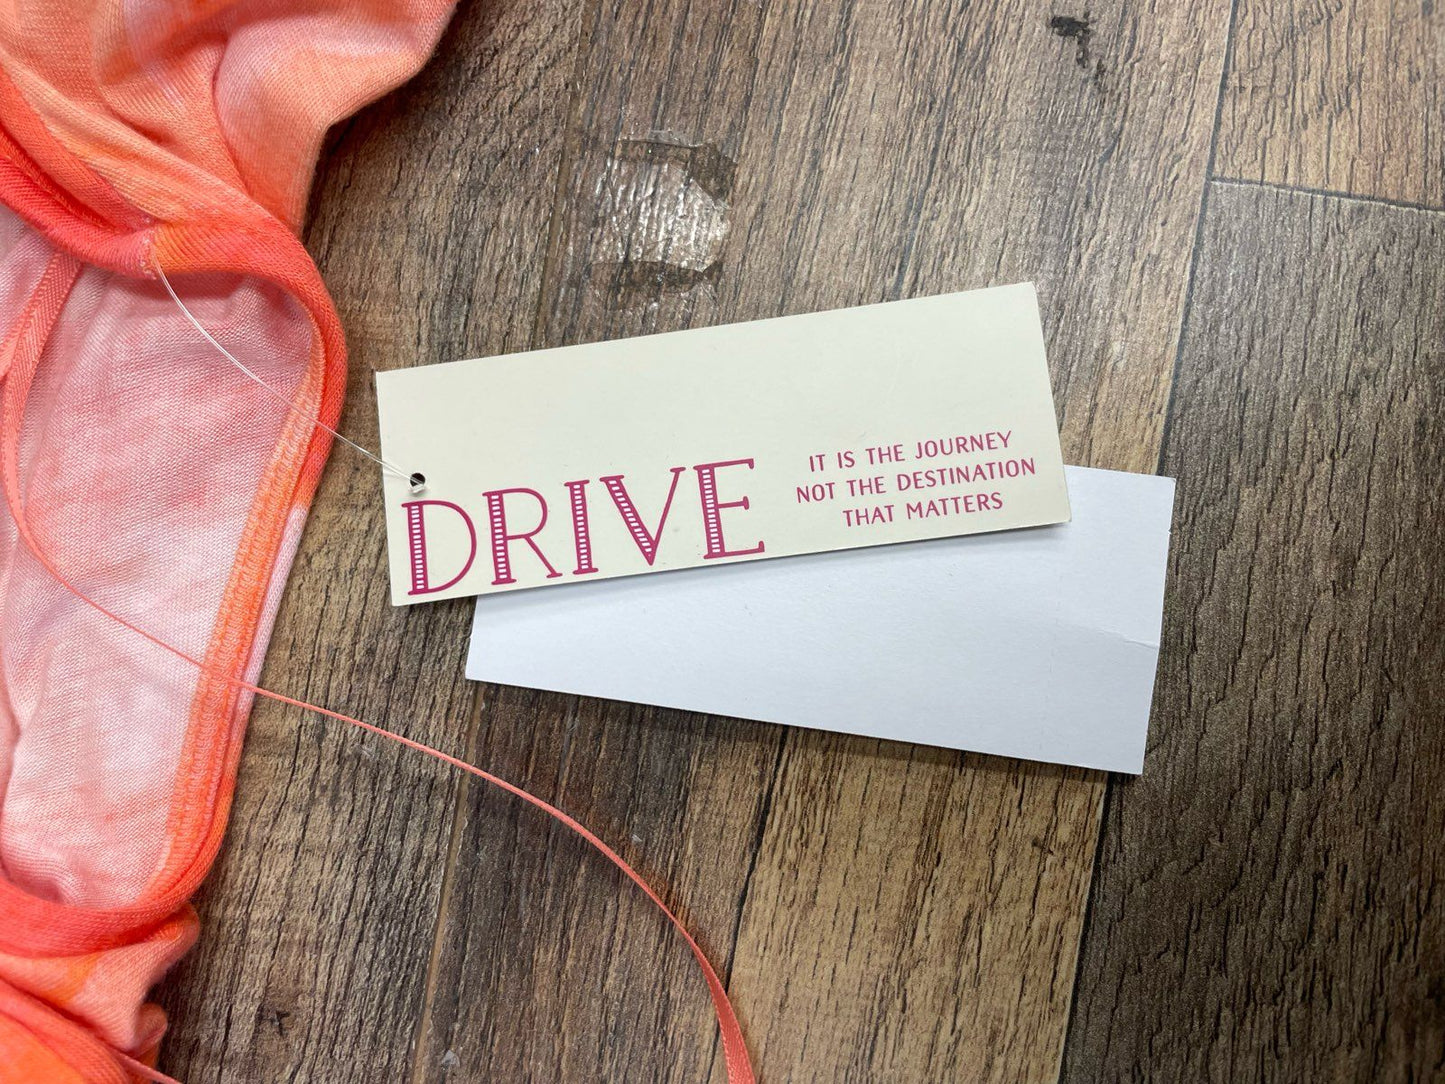 DRIVE
IT IS THE JOURNEY
NOT THE DESTINATION
THAT MATTERS